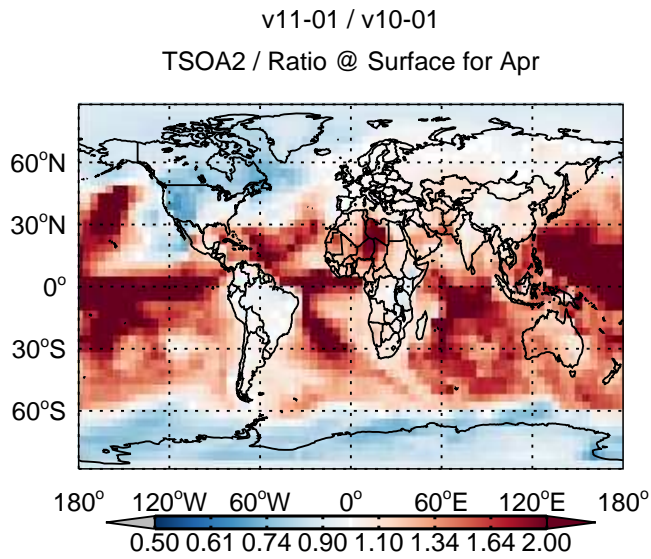 v11-01 / v10-01
TSOA2 / Ratio @ Surface for Apr
60°N
30°N
0°
30°S
60°S
180° 120°W 60°W 0° 60°E 120°E 180°
0.50 0.61 0.74 0.90 1.10 1.34 1.64 2.00